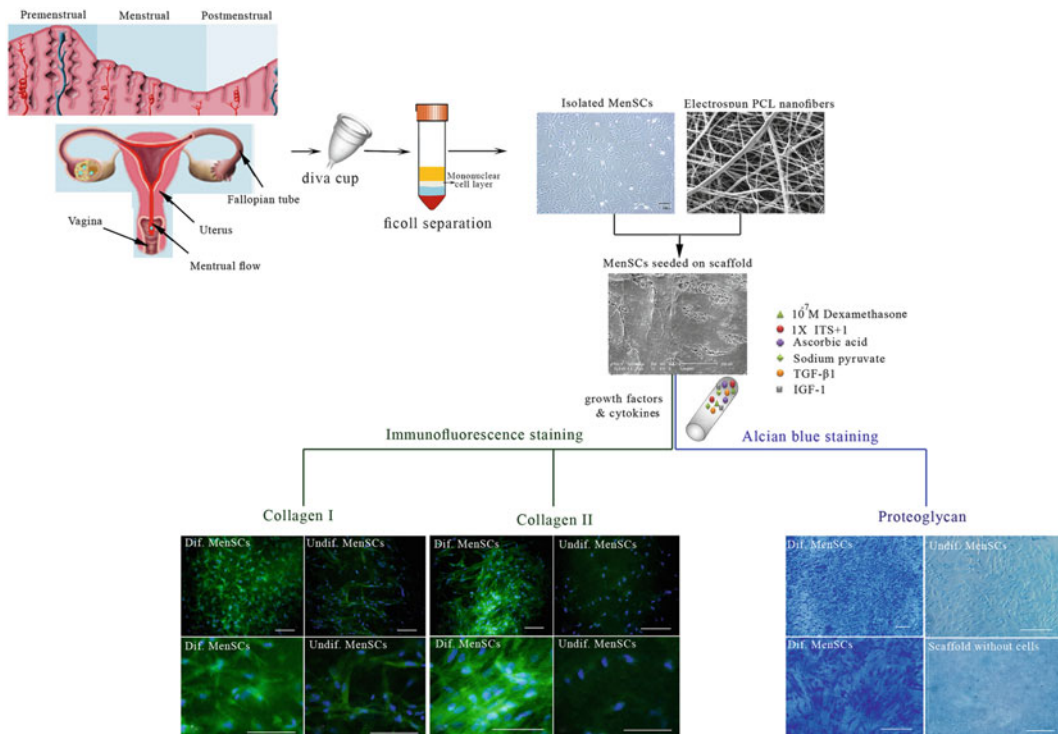 Premenstrual Menstrual Postmenstrual
Fallopian tube
Vagina
Uterus
Mentrual flow
diva cup
Mononuclear
cell layer
ficoll separation
Isolated MenSCs
Electrospun PCL nanofibers
MenSCs seeded on scaffold
10⁻⁷M Dexamethasone
1X ITS+1
Ascorbic acid
Sodium pyruvate
TGF-β1
IGF-1
growth factors
& cytokines
Immunofluorescence staining
Alcian blue staining
Collagen I
Collagen II
Proteoglycan
Dif. MenSCs
Undif. MenSCs
Dif. MenSCs
Undif. MenSCs
Dif. MenSCs
Undif. MenSCs
Dif. MenSCs
Undif. MenSCs
Dif. MenSCs
Undif. MenSCs
Dif. MenSCs
Scaffold without cells